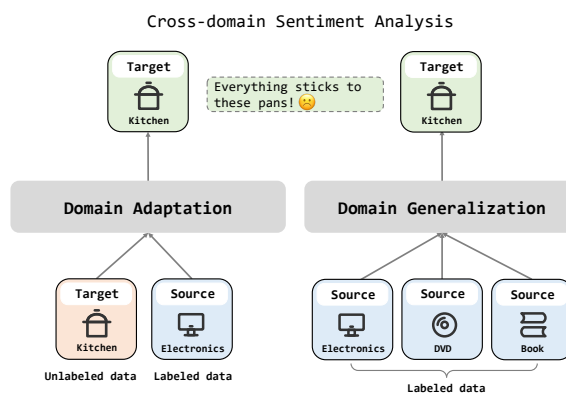 Cross-domain Sentiment Analysis
Target
Kitchen
Everything sticks to
these pans!
Target
Kitchen
Domain Adaptation
Domain Generalization
Target
Kitchen
Source
Electronics
Source
Electronics
Source
DVD
Source
Book
Unlabeled data
Labeled data
Labeled data